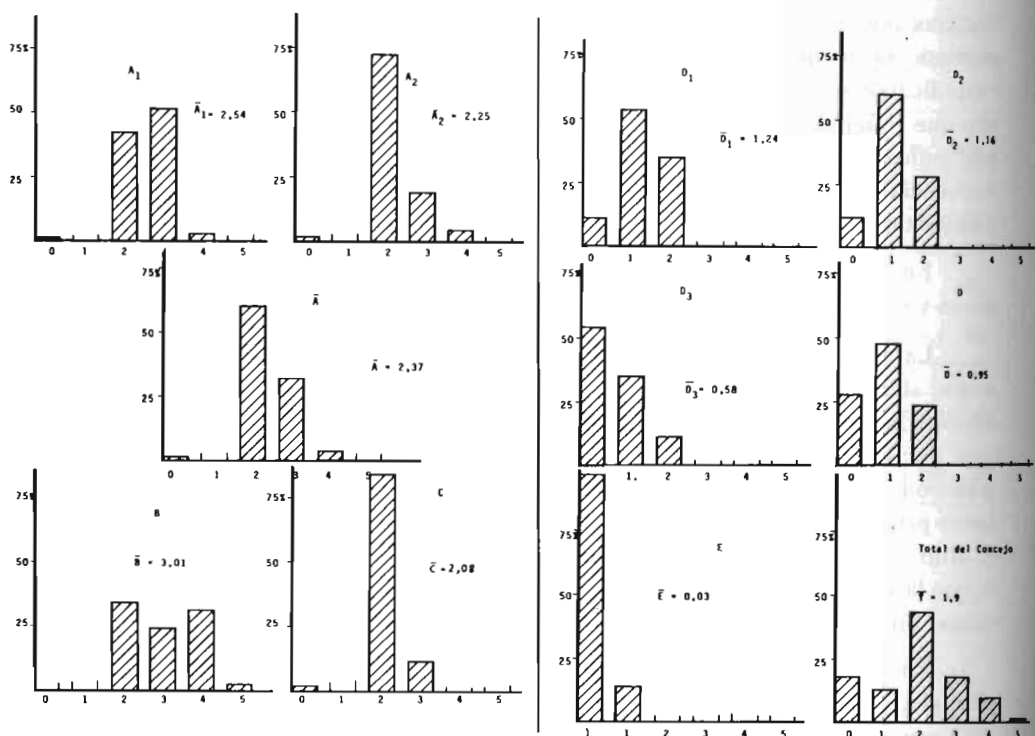 75%
50
25
A1
Ā1= 2,54
0 1 2 3 4 5
75%
50
25
A2
Ā2 = 2,25
0 1 2 3 4 5
75%
50
25
Ā
Ā = 2,37
0 1 2 3 4 5
75%
50
25
B
B̄ = 3,01
0 1 2 3 4 5
75%
50
25
C
C̄ =2,08
0 1 2 3 4 5
75%
50
25
D1
D̄1 = 1,24
0 1 2 3 4 5
75%
50
25
D2
D̄2 = 1,16
0 1 2 3 4 5
75%
50
25
D3
D̄3= 0,58
0 1. 2 3 4 5
75%
50
25
D
D̄ = 0,95
0 1 2 3 4 5
75%
50
25
E
Ē = 0,03
1 2 3 4 5
75%
50
25
Total del Concejo
= 1,9
0 1 2 3 4 5